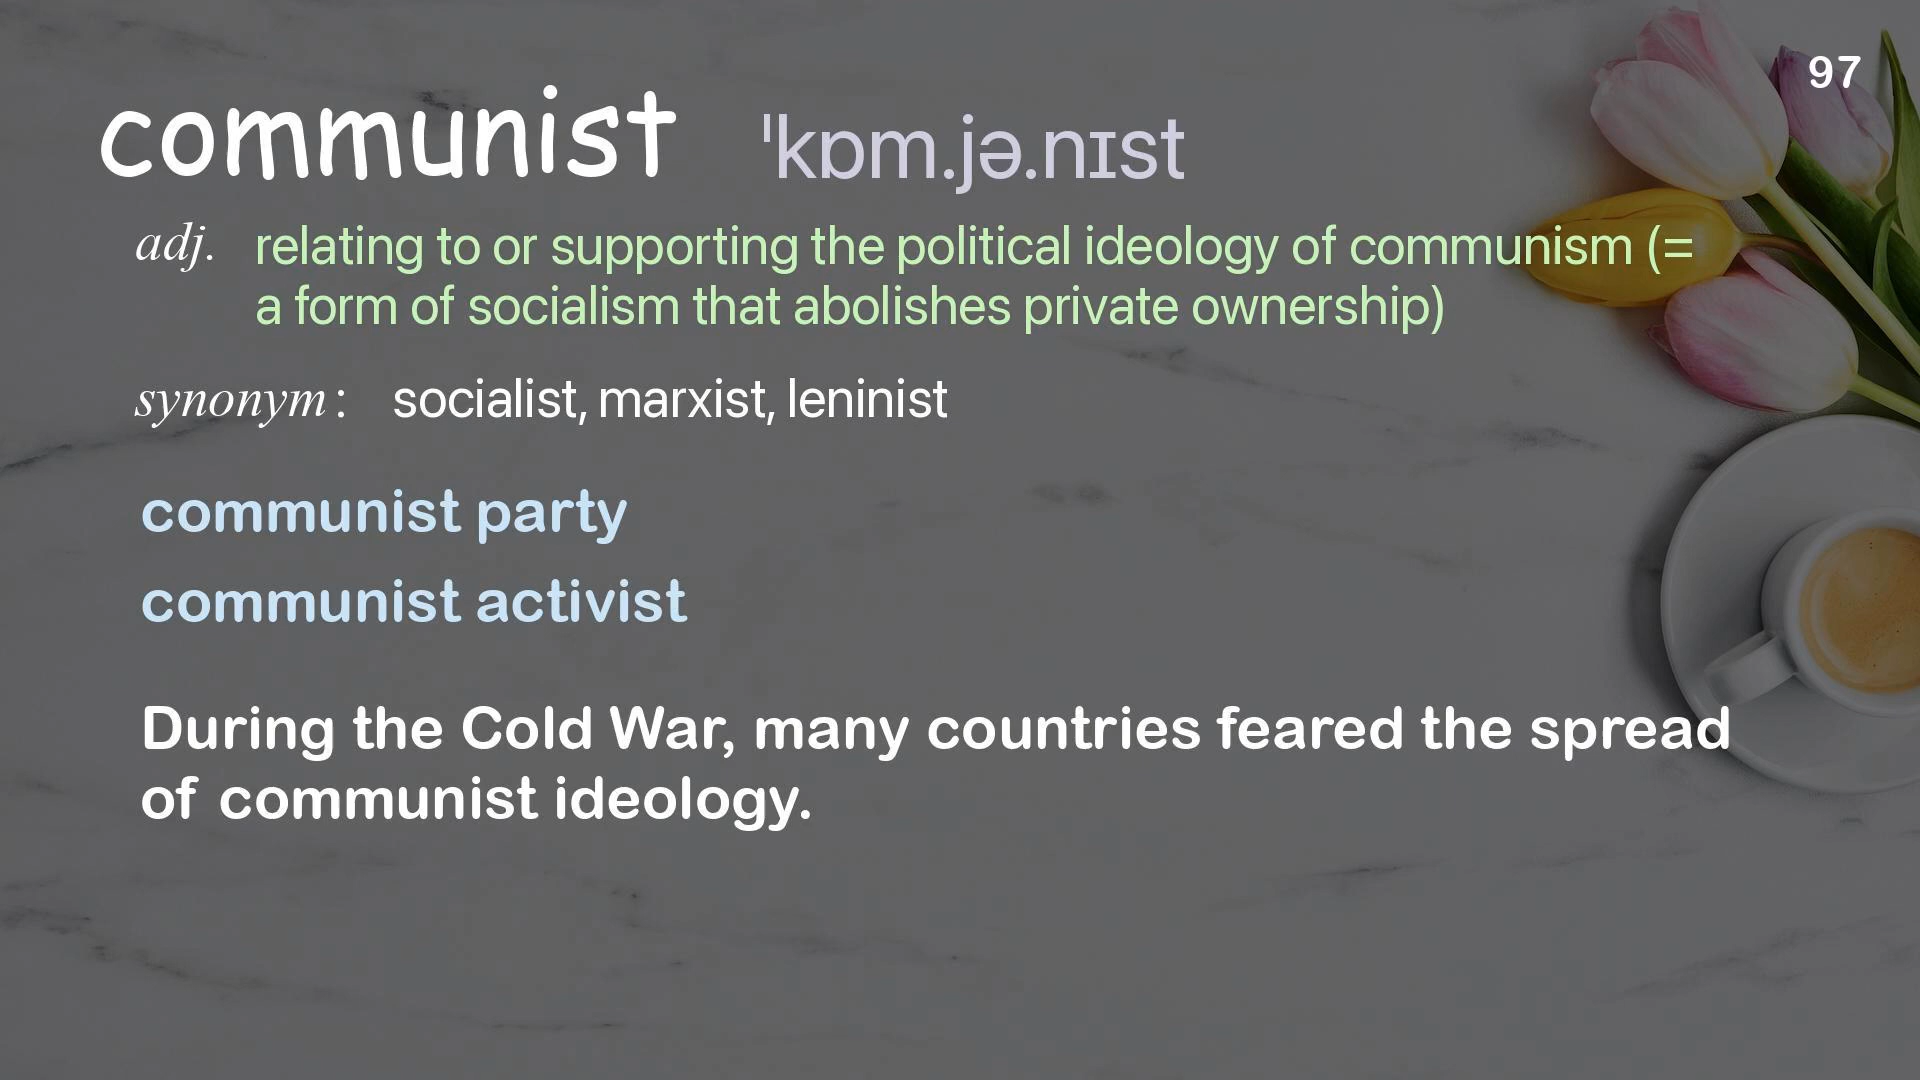 97
communist ˈkɒm.jə.nɪst
adj. relating to or supporting the political ideology of communism (=
a form of socialism that abolishes private ownership)
synonym : socialist, marxist, leninist
communist party
communist activist
During the Cold War, many countries feared the spread
of communist ideology.